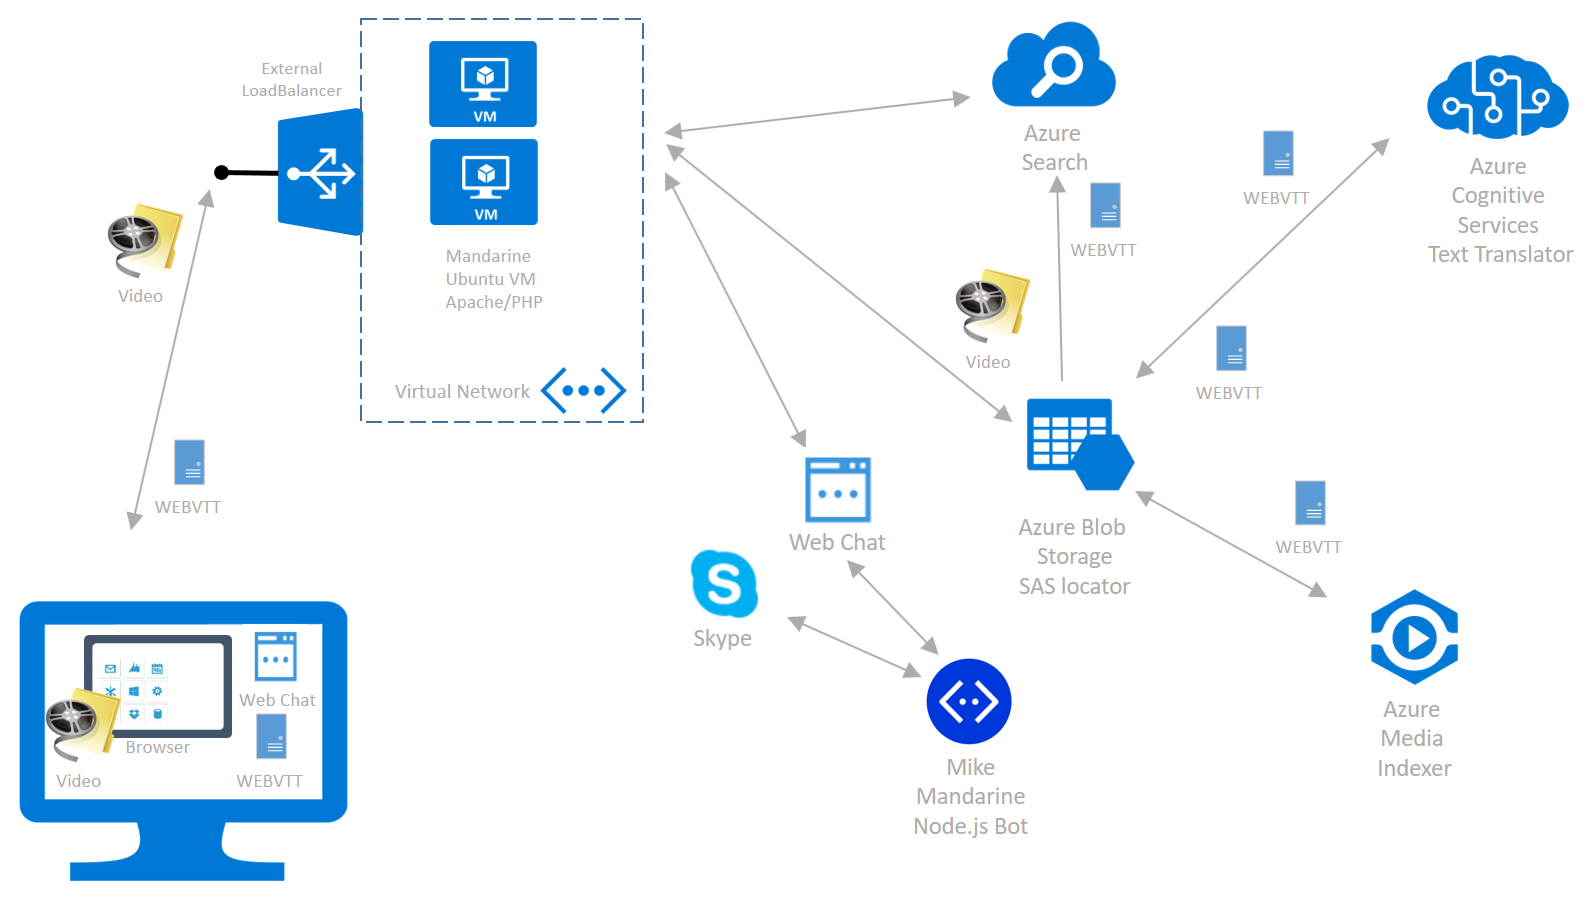 External
LoadBalancer
VM
VM
Mandarine
Ubuntu VM
Apache/PHP
Virtual Network
Video
WEBVTT
Azure
Search
WEBVTT
WEBVTT
Azure
Cognitive
Services
Text Translator
Video
WEBVTT
Azure Blob
Storage
SAS locator
WEBVTT
Web Chat
S
Skype
Mike
Mandarine
Node.js Bot
Azure
Media
Indexer
Web Chat
Browser
Video
WEBVTT